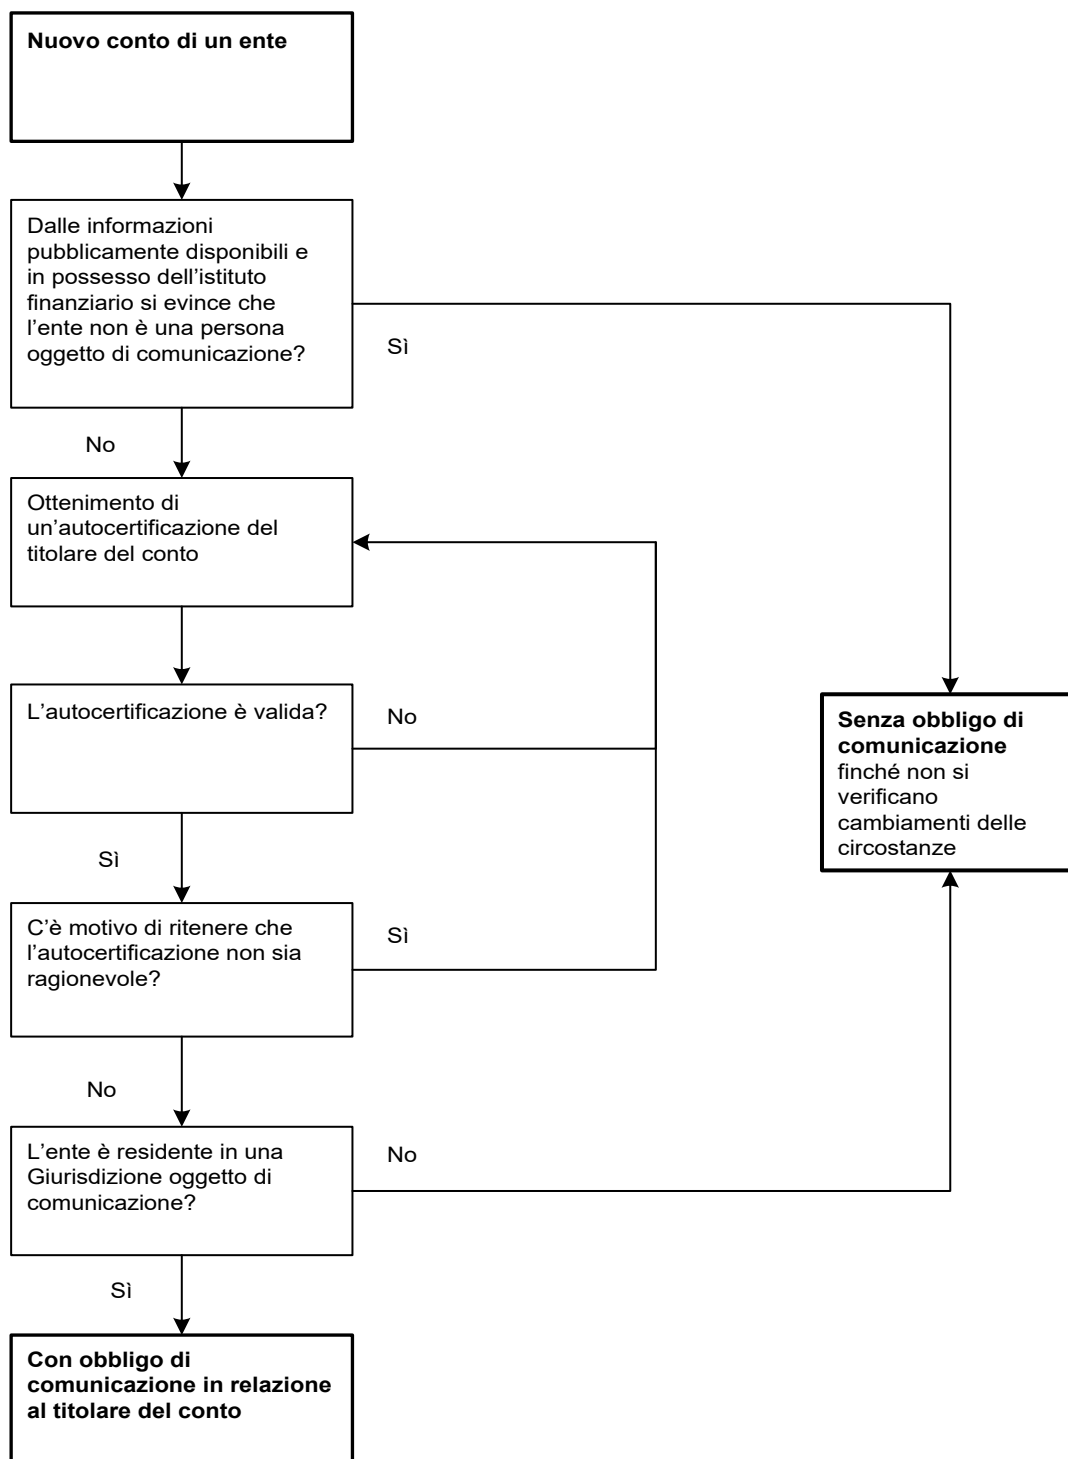 Nuovo conto di un ente
Dalle informazioni
pubblicamente disponibili e
in possesso dell’istituto
finanziario si evince che
l’ente non è una persona
oggetto di comunicazione?
Sì
No
Ottenimento di
un’autocertificazione del
titolare del conto
L’autocertificazione è valida?
No
Senza obbligo di
comunicazione
finché non si
verificano
cambiamenti delle
circostanze
Sì
C’è motivo di ritenere che
l’autocertificazione non sia
ragionevole?
Sì
No
L’ente è residente in una
Giurisdizione oggetto di
comunicazione?
No
Sì
Con obbligo di
comunicazione in relazione
al titolare del conto